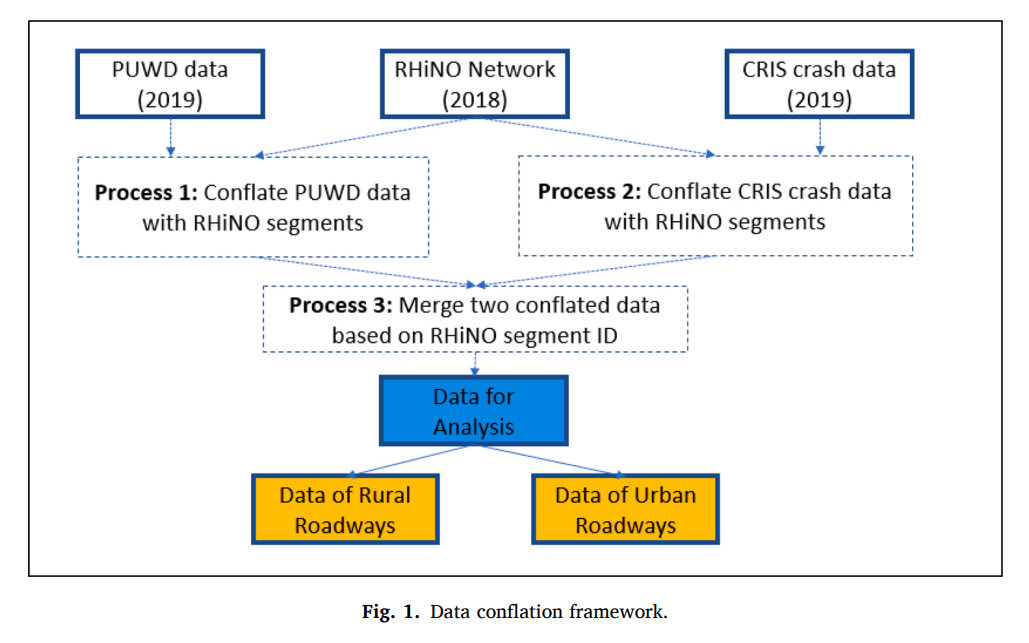 PUWD data
(2019)
RHiNO Network
(2018)
CRIS crash data
(2019)
Process 1: Conflate PUWD data
with RHiNO segments
Process 2: Conflate CRIS crash data
with RHiNO segments
Process 3: Merge two conflated data
based on RHiNO segment ID
Data for
Analysis
Data of Rural
Roadways
Data of Urban
Roadways
Fig. 1. Data conflation framework.